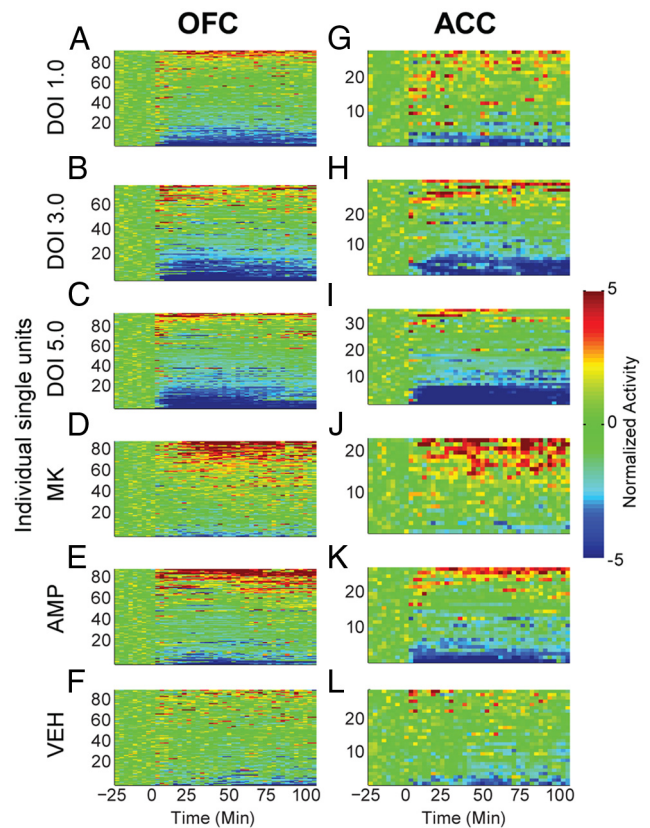 OFC ACC
A G
DOI 1.0
80
60
40
20
20
10
B H
DOI 3.0
60
40
20
20
10
C I
DOI 5.0
80
60
40
20
30
20
10
D J
MK
80
60
40
20
20
10
E K
AMP
80
60
40
20
20
10
F L
VEH
80
60
40
20
20
10
−25 0 25 50 75 100
−25 0 25 50 75 100
Time (Min) Time (Min)
Individual single units
5
0
-5
Normalized Activity